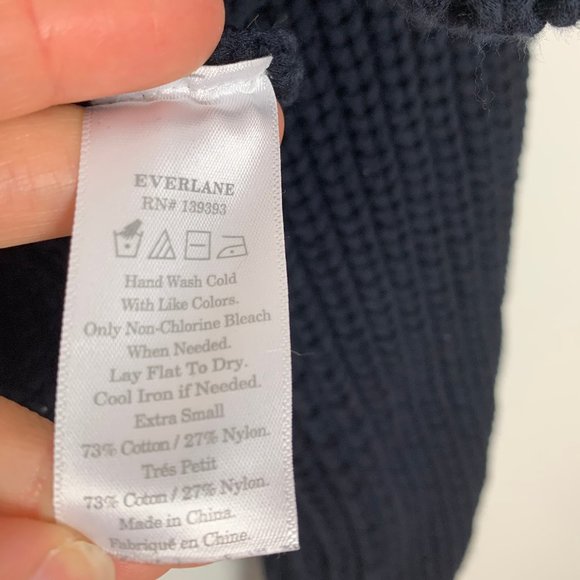 EVERLANE
RN# 139393
Hand Wash Cold
With Like Colors.
Only Non-Chlorine Bleach
When Needed.
Lay Flat To Dry.
Cool Iron if Needed.
Extra Small
73% Cotton / 27% Nylon.
Trés Petit
73% Coton / 27% Nylon.
Made in China.
Fabriqué en Chine.